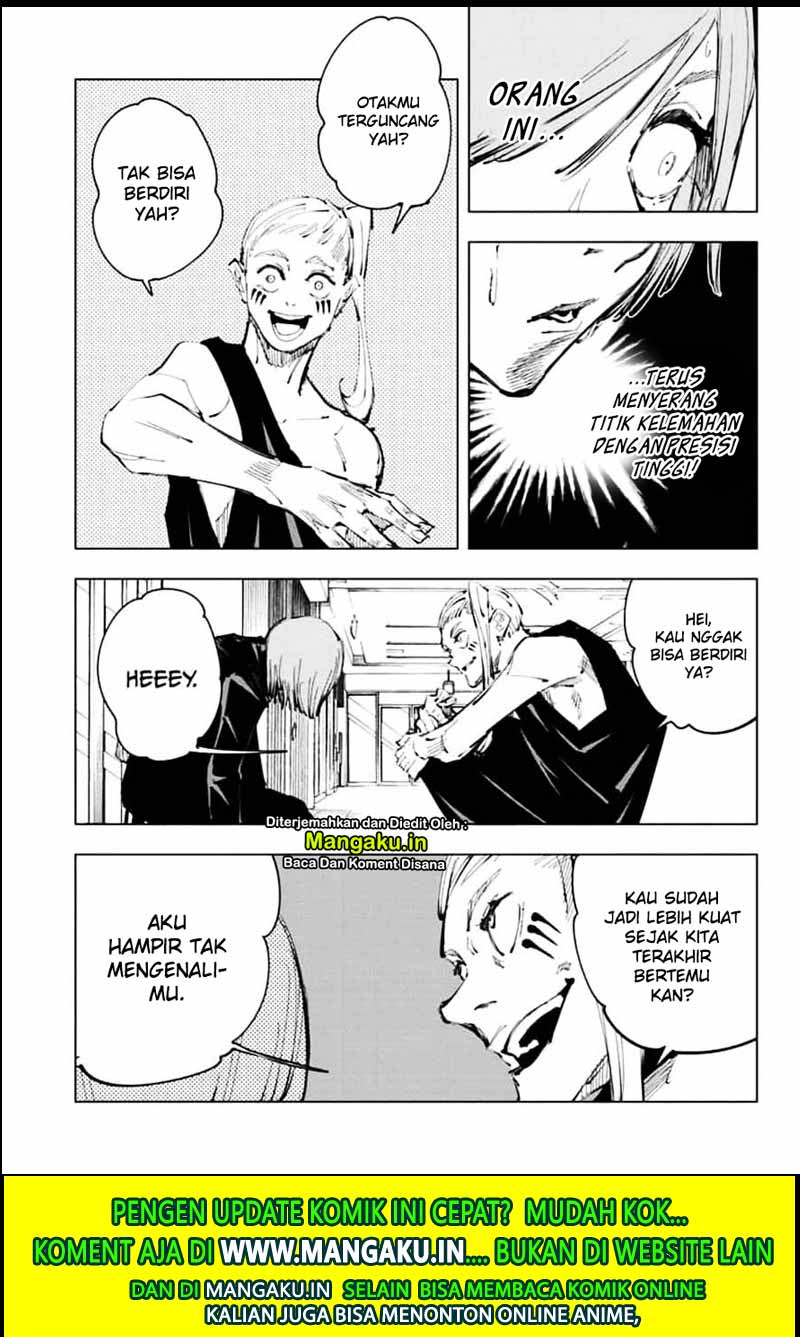 ORANG
INI...
...TERUS
MENYERANG
TITIK KELEMAHAN
DENGAN PRESISI
TINGGI!
OTAKMU
TERGUNCANG
YAH?
TAK BISA
BERDIRI
YAH?
HEI,
KAU NGGAK
BISA BERDIRI
YA?
HEEEY.
Diterjemahkan dan Diedit Oleh :
Mangaku.in
Baca Dan Koment Disana
KAU SUDAH
JADI LEBIH KUAT
SEJAK KITA
TERAKHIR
BERTEMU
KAN?
AKU
HAMPIR TAK
MENGENALI-
MU.
PENGEN UPDATE KOMIK INI CEPAT? MUDAH KOK...
KOMENT AJA DI WWW.MANGAKU.IN.... BUKAN DI WEBSITE LAIN
DAN DI MANGAKU.IN SELAIN BISA MEMBACA KOMIK ONLINE
KALIAN JUGA BISA MENONTON ONLINE ANIME,